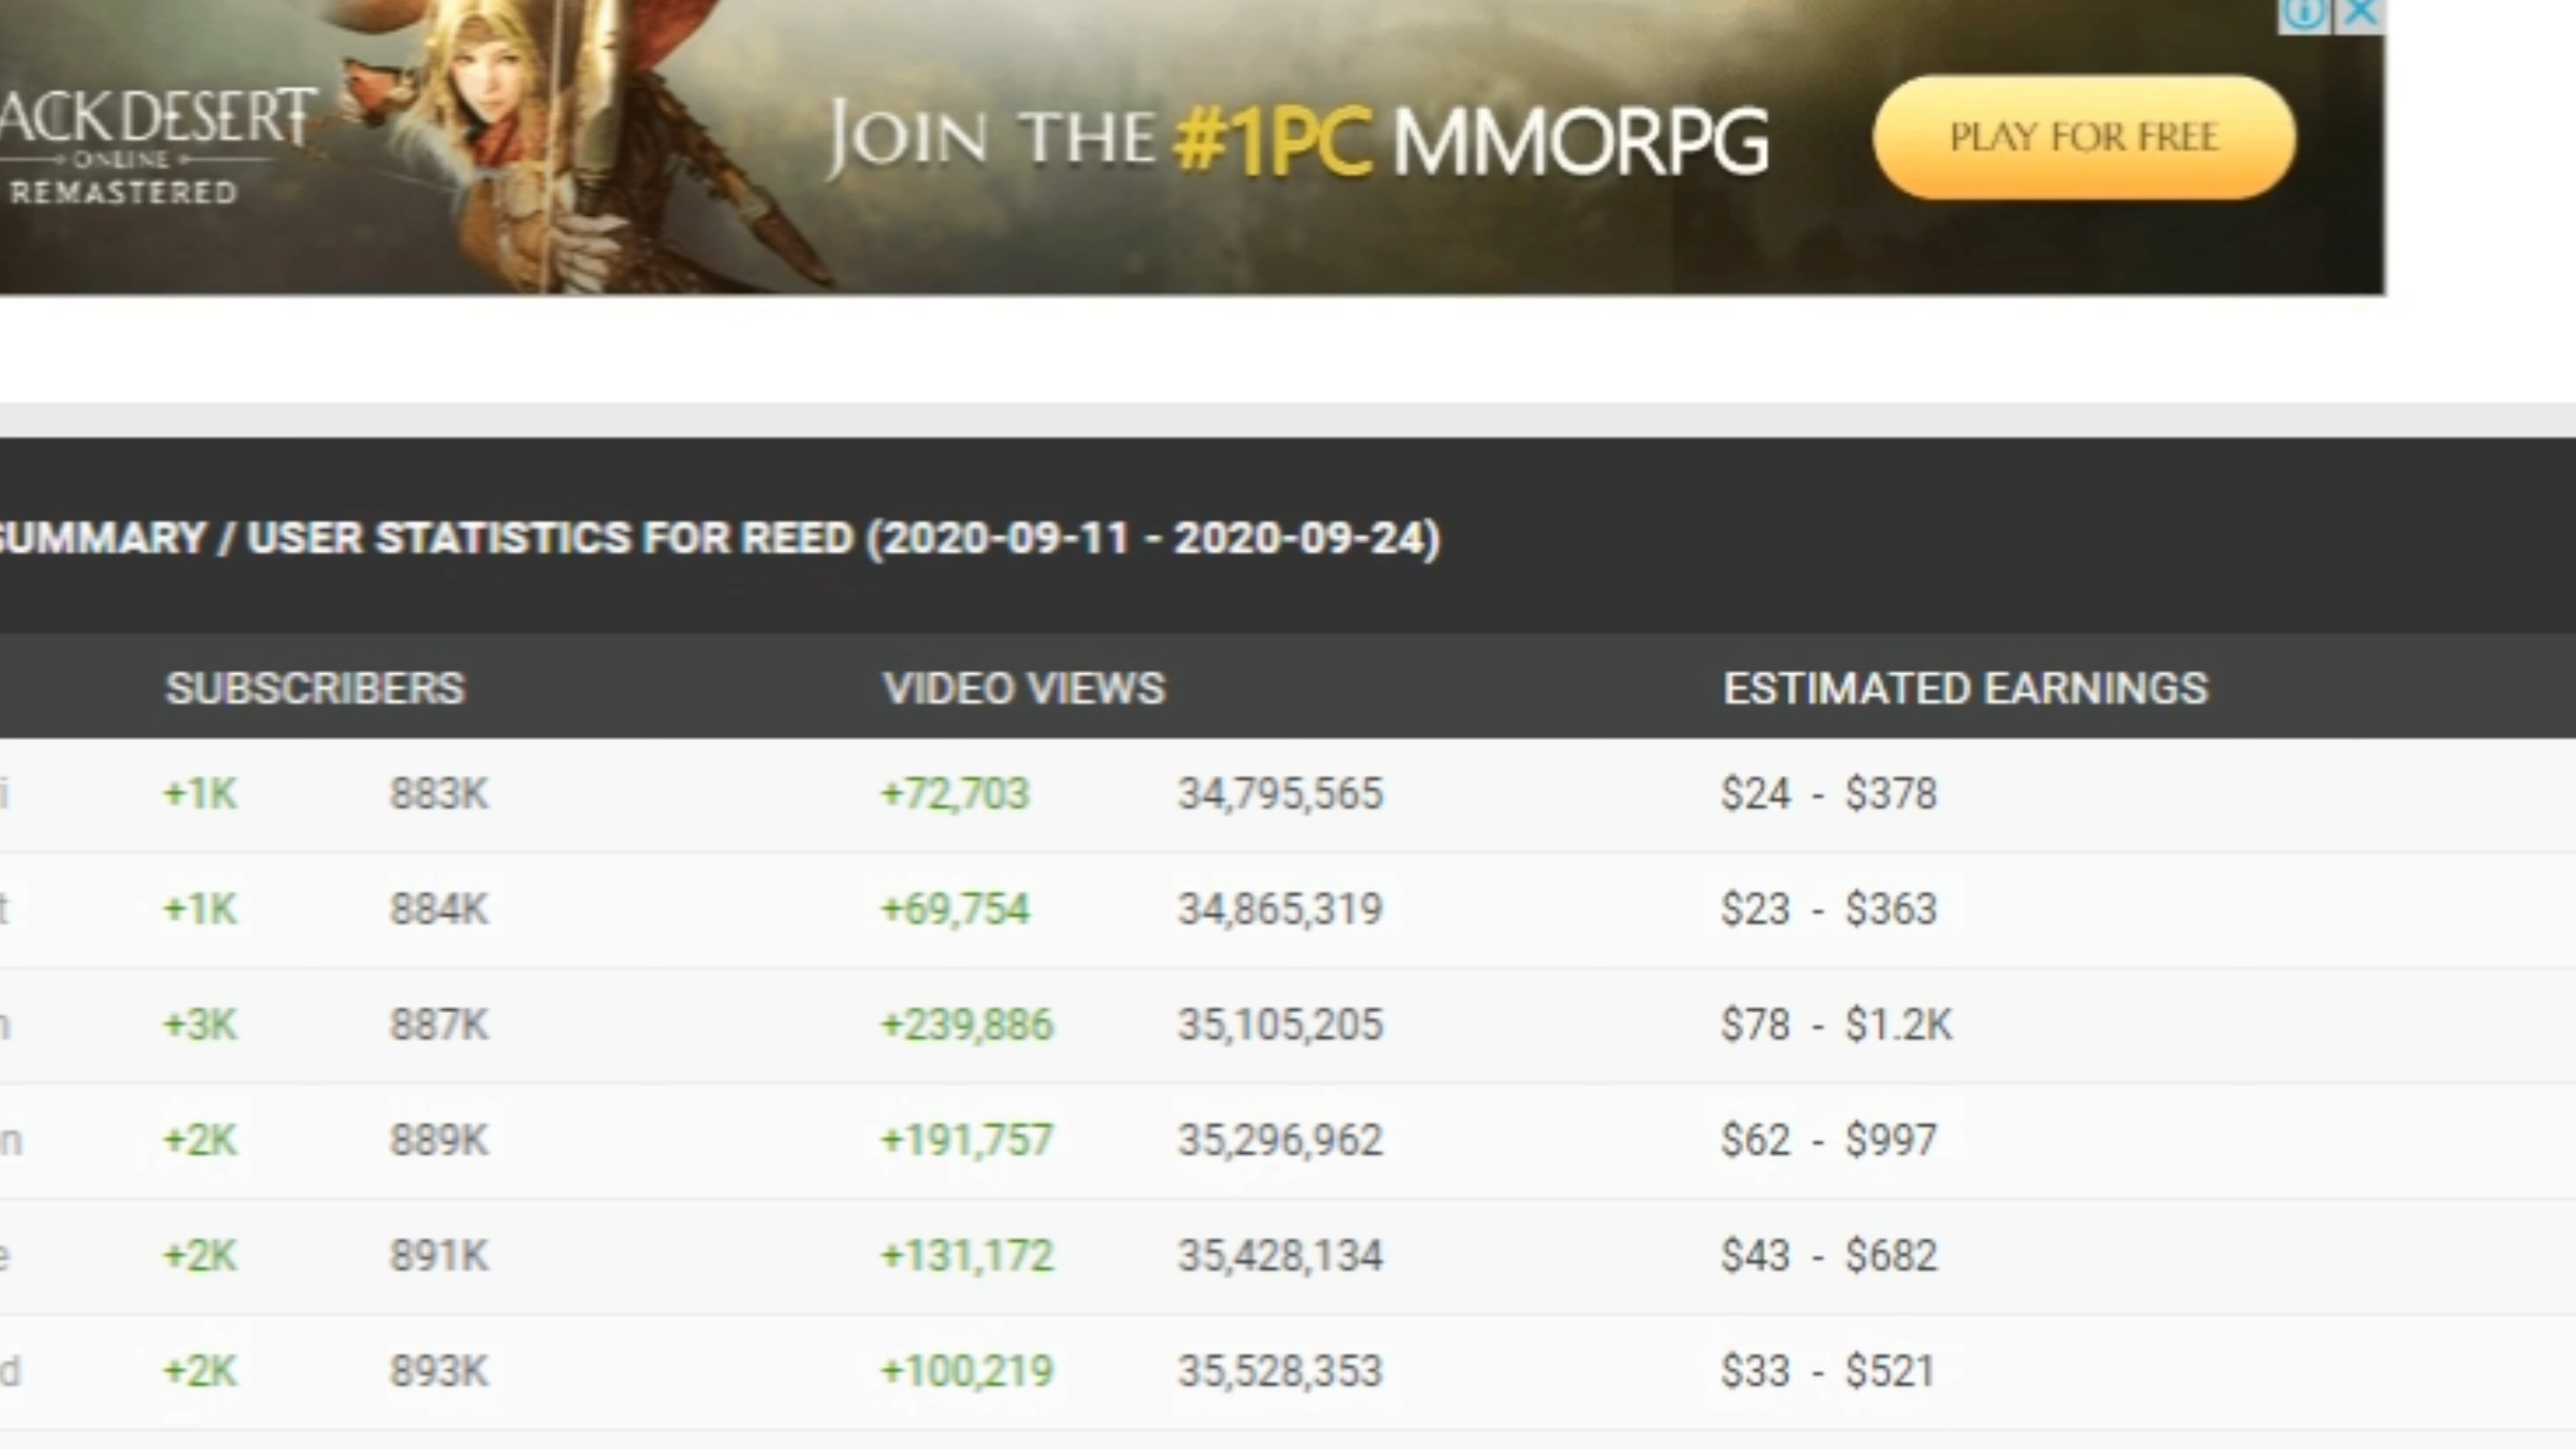 ACK DESERT
ONLINE
REMASTERED
JOIN THE #1PC MMORPG
PLAY FOR FREE
SUMMARY / USER STATISTICS FOR REED (2020-09-11 - 2020-09-24)
SUBSCRIBERS VIDEO VIEWS ESTIMATED EARNINGS
i +1K 883K +72,703 34,795,565 $24 - $378
t +1K 884K +69,754 34,865,319 $23 - $363
n +3K 887K +239,886 35,105,205 $78 - $1.2K
n +2K 889K +191,757 35,296,962 $62 - $997
e +2K 891K +131,172 35,428,134 $43 - $682
d +2K 893K +100,219 35,528,353 $33 - $521